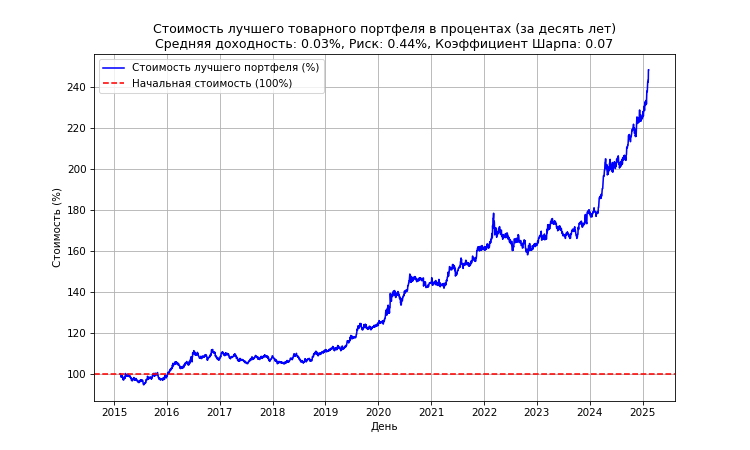 Стоимость лучшего товарного портфеля в процентах (за десять лет)
Средняя доходность: 0.03%, Риск: 0.44%, Коэффициент Шарпа: 0.07
Стоимость лучшего портфеля (%)
Начальная стоимость (100%)
Стоимость (%)
240
220
200
180
160
140
120
100
2015 2016 2017 2018 2019 2020 2021 2022 2023 2024 2025
День